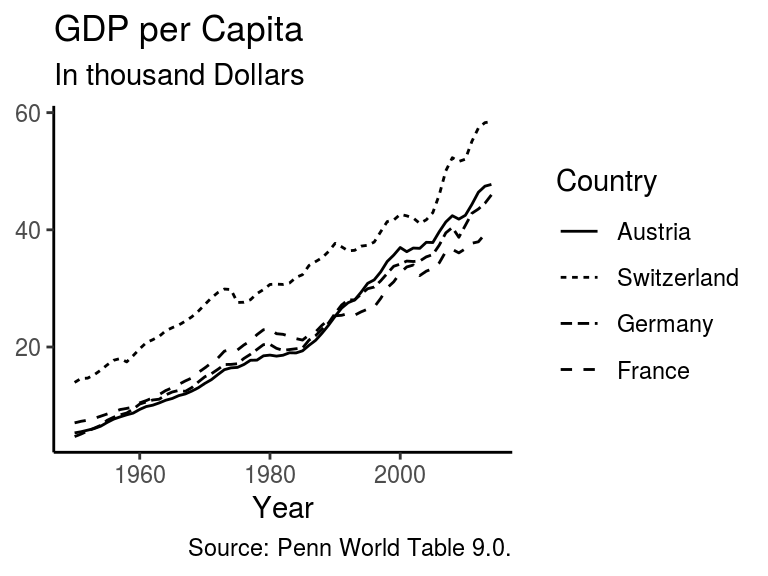 GDP per Capita
In thousand Dollars
60
40
20
1960 1980 2000
Year
Source: Penn World Table 9.0.
Country
Austria
Switzerland
Germany
France